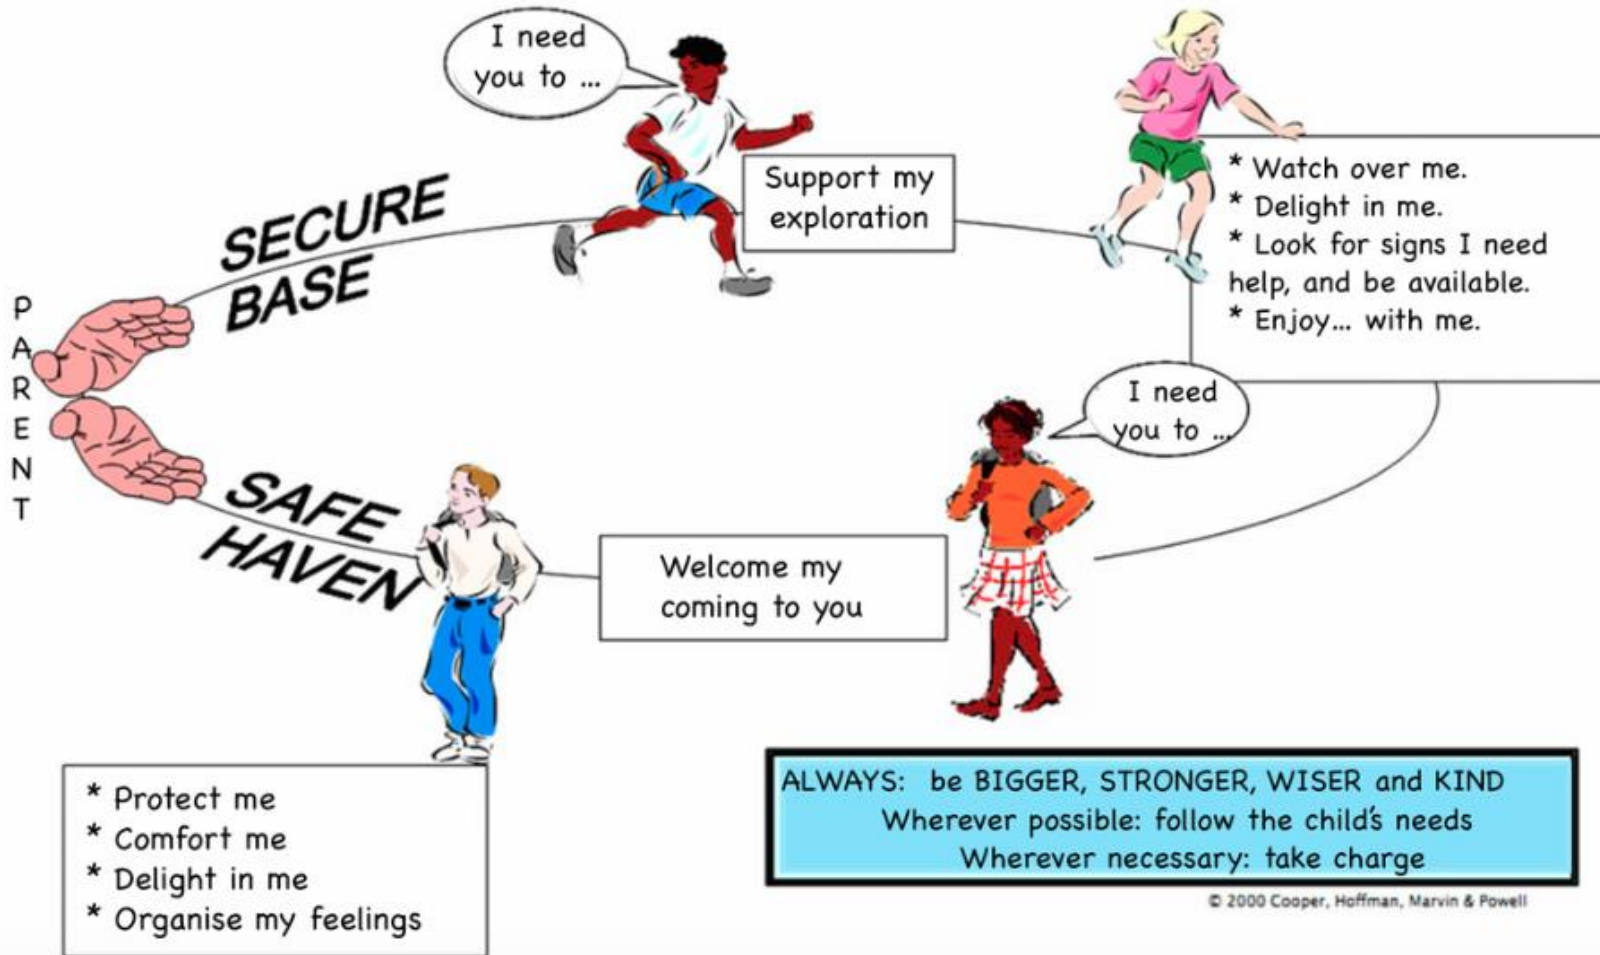 I need
you to ...
SECURE
BASE
Support my
exploration
* Watch over me.
* Delight in me.
* Look for signs I need
help, and be available.
* Enjoy... with me.
PARENT
I need
you to ...
SAFE
HAVEN
Welcome my
coming to you
* Protect me
* Comfort me
* Delight in me
* Organise my feelings
ALWAYS: be BIGGER, STRONGER, WISER and KIND
Wherever possible: follow the child's needs
Wherever necessary: take charge
© 2000 Cooper, Hoffman, Marvin & Powell